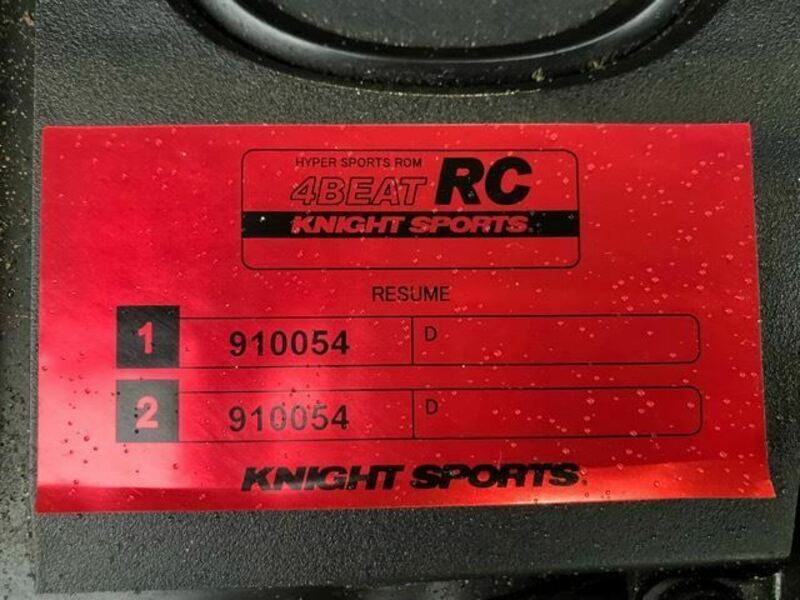 HYPER SPORTS ROM
4BEAT RC
KNIGHT SPORTS
RESUME
1 910054 D
2 910054 D
KNIGHT SPORTS